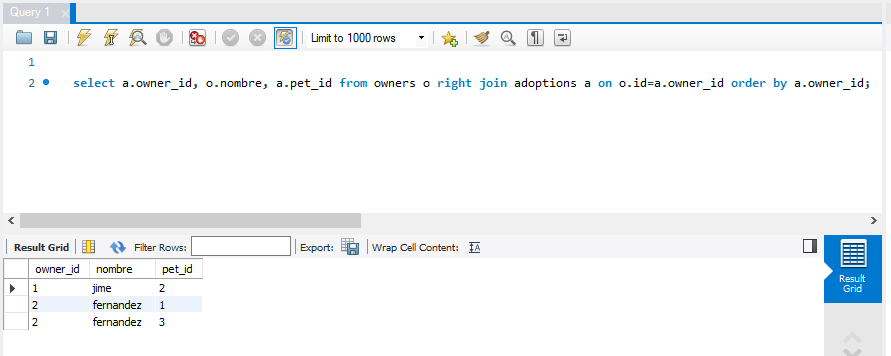 Query 1
Limit to 1000 rows
1
2 select a.owner_id, o.nombre, a.pet_id from owners o right join adoptions a on o.id=a.owner_id order by a.owner_id;
Result Grid Filter Rows: Export: Wrap Cell Content:
owner_id nombre pet_id
1 jime 2
2 fernandez 1
2 fernandez 3
Result
Grid